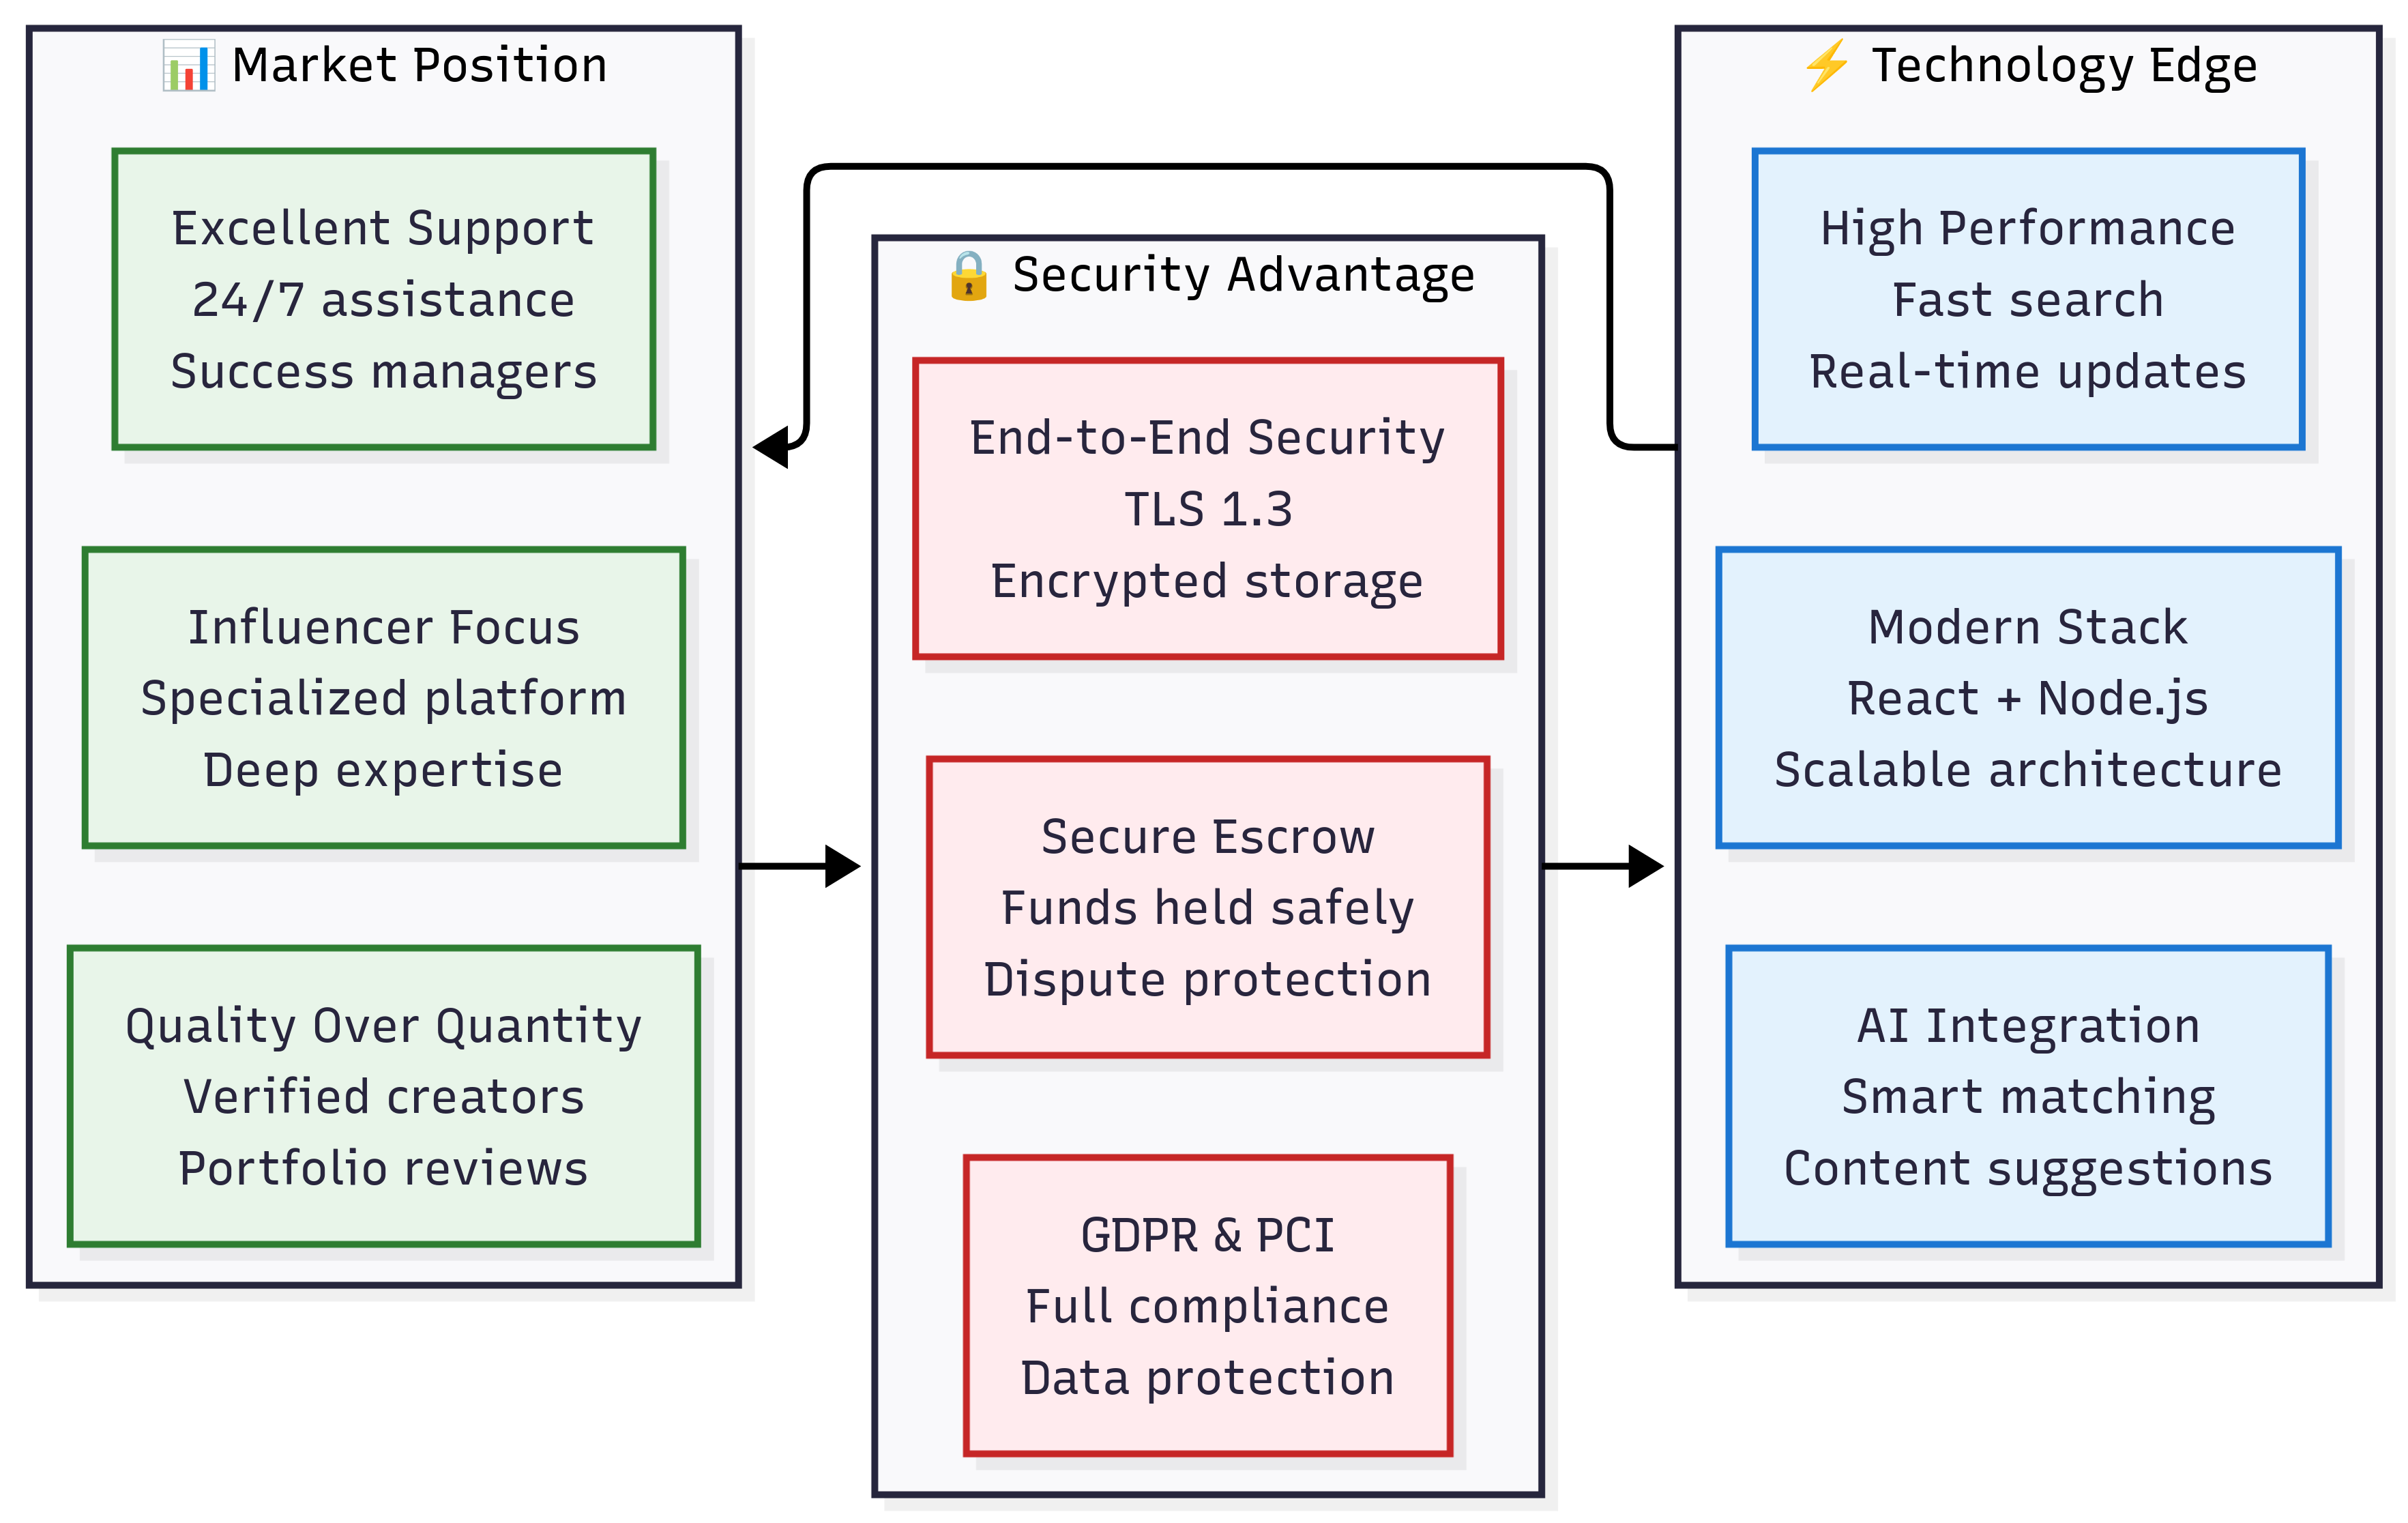 📊 Market Position
Excellent Support
24/7 assistance
Success managers
Influencer Focus
Specialized platform
Deep expertise
Quality Over Quantity
Verified creators
Portfolio reviews
🔒 Security Advantage
End-to-End Security
TLS 1.3
Encrypted storage
Secure Escrow
Funds held safely
Dispute protection
GDPR & PCI
Full compliance
Data protection
⚡ Technology Edge
High Performance
Fast search
Real-time updates
Modern Stack
React + Node.js
Scalable architecture
AI Integration
Smart matching
Content suggestions